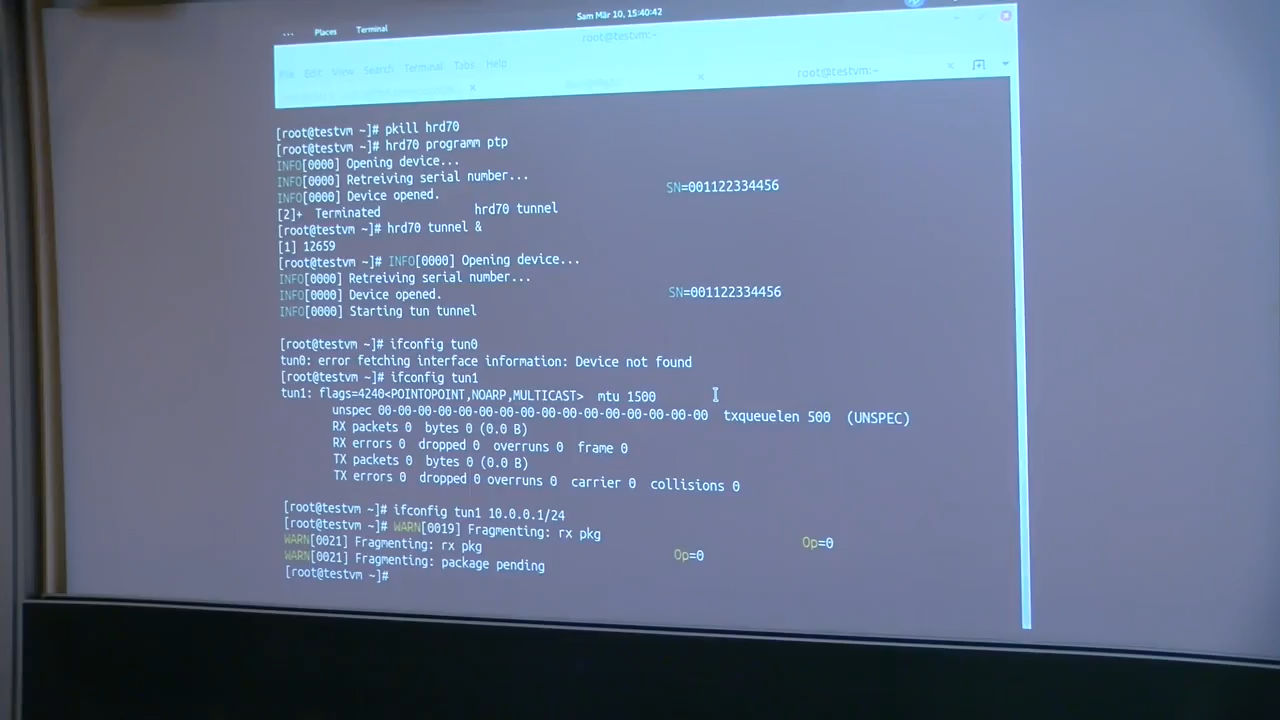 Sam Mär 10, 15:40:42
... Places Terminal
root@testvm:~
File Edit View Search Terminal Tabs Help
root@testvm:~
[root@testvm ~]# pkill hrd70
[root@testvm ~]# hrd70 programm ptp
INFO[0000] Opening device...
INFO[0000] Retreiving serial number...
INFO[0000] Device opened. SN=001122334456
[2]+ Terminated hrd70 tunnel
[root@testvm ~]# hrd70 tunnel &
[1] 12659
[root@testvm ~]# INFO[0000] Opening device...
INFO[0000] Retreiving serial number...
INFO[0000] Device opened. SN=001122334456
INFO[0000] Starting tun tunnel
[root@testvm ~]# ifconfig tun0
tun0: error fetching interface information: Device not found
[root@testvm ~]# ifconfig tun1
tun1: flags=4240<POINTOPOINT,NOARP,MULTICAST> mtu 1500
unspec 00-00-00-00-00-00-00-00-00-00-00-00-00-00-00-00 txqueuelen 500 (UNSPEC)
RX packets 0 bytes 0 (0.0 B)
RX errors 0 dropped 0 overruns 0 frame 0
TX packets 0 bytes 0 (0.0 B)
TX errors 0 dropped 0 overruns 0 carrier 0 collisions 0
[root@testvm ~]# ifconfig tun1 10.0.0.1/24
[root@testvm ~]# WARN[0019] Fragmenting: rx pkg Op=0
WARN[0021] Fragmenting: rx pkg Op=0
WARN[0021] Fragmenting: package pending
[root@testvm ~]#